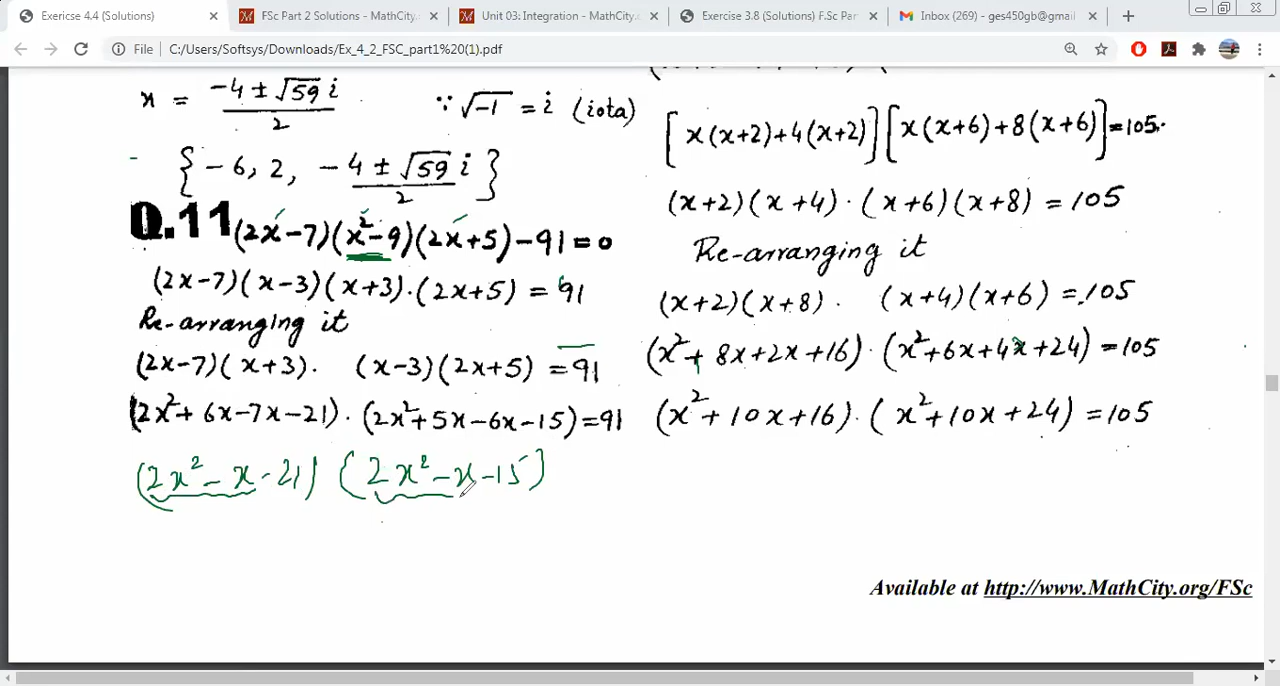 Exericse 4.4 (Solutions)
FSc Part 2 Solutions - MathCity.
Unit 03: Integration - MathCity.
Exercise 3.8 (Solutions) F.Sc Par
Inbox (269) - ges450gb@gmail
File C:/Users/Softsys/Downloads/Ex_4_2_FSC_part1%20(1).pdf
x = (-4 ± √59 i)/2 ∵ √-1 = i (iota)
{ -6, 2, (-4 ± √59 i)/2 }
Q.11 (2x-7)(x²-9)(2x+5)-91=0
(2x-7)(x-3)(x+3).(2x+5) = 91
Re-arranging it
(2x-7)(x+3). (x-3)(2x+5) = 91
(2x²+6x-7x-21).(2x²+5x-6x-15)=91
(2x²-x-21) (2x²-x-15)
[x(x+2)+4(x+2)][x(x+6)+8(x+6)]=105.
(x+2)(x+4).(x+6)(x+8) = 105
Re-arranging it
(x+2)(x+8). (x+4)(x+6) = 105
(x²+8x+2x+16).(x²+6x+4x+24)=105
(x²+10x+16).(x²+10x+24)=105
Available at http://www.MathCity.org/FSc